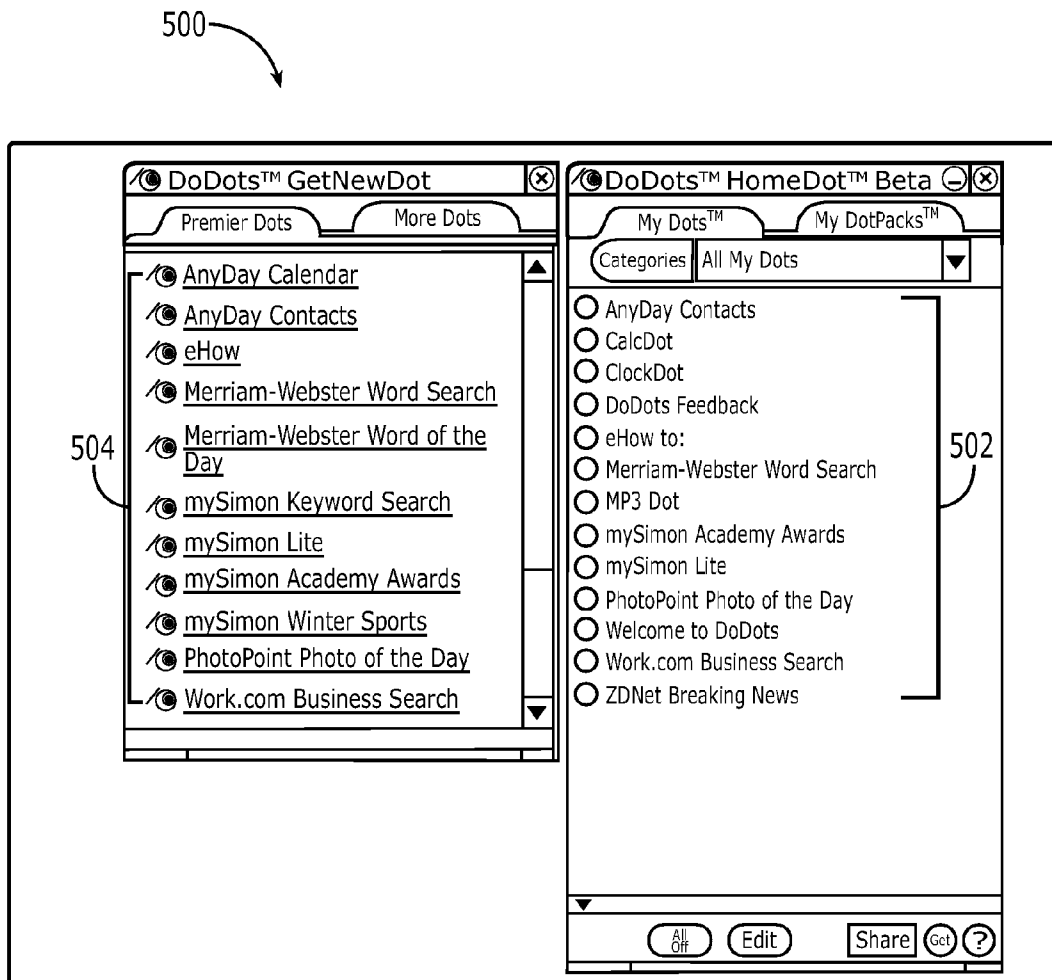 500
DoDots™ GetNewDot
Premier Dots
More Dots
AnyDay Calendar
AnyDay Contacts
eHow
Merriam-Webster Word Search
Merriam-Webster Word of the
Day
mySimon Keyword Search
mySimon Lite
mySimon Academy Awards
mySimon Winter Sports
PhotoPoint Photo of the Day
Work.com Business Search
504
DoDots™ HomeDot™ Beta
My Dots™
My DotPacks™
Categories
All My Dots
AnyDay Contacts
CalcDot
ClockDot
DoDots Feedback
eHow to:
Merriam-Webster Word Search
MP3 Dot
mySimon Academy Awards
mySimon Lite
PhotoPoint Photo of the Day
Welcome to DoDots
Work.com Business Search
ZDNet Breaking News
502
All
Off
Edit
Share
Get
?